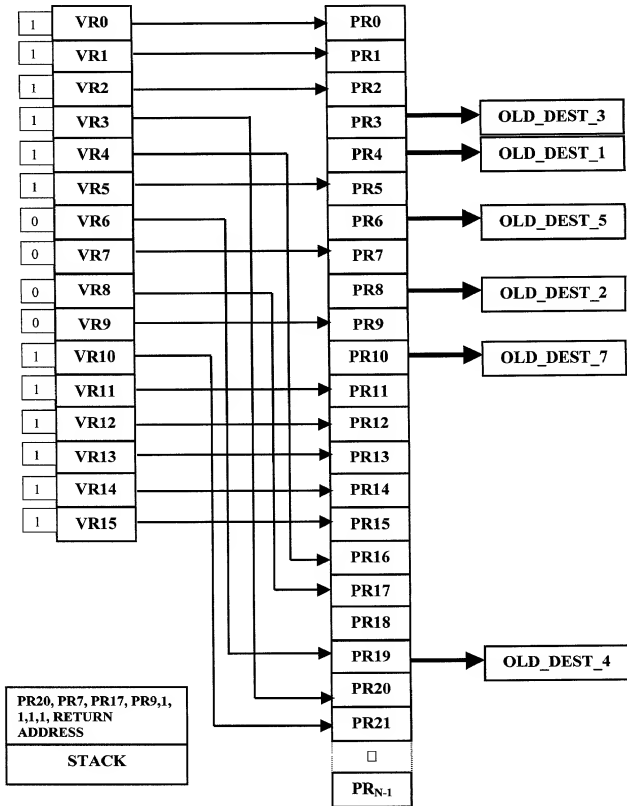 1 VR0 PR0
1 VR1 PR1
1 VR2 PR2
1 VR3 PR3 OLD_DEST_3
1 VR4 PR4 OLD_DEST_1
1 VR5 PR5
0 VR6 PR6 OLD_DEST_5
0 VR7 PR7
0 VR8 PR8 OLD_DEST_2
0 VR9 PR9
1 VR10 PR10 OLD_DEST_7
1 VR11 PR11
1 VR12 PR12
1 VR13 PR13
1 VR14 PR14
1 VR15 PR15
PR16
PR17
PR18
PR19 OLD_DEST_4
PR20
PR21
PRN-1
PR20, PR7, PR17, PR9,1,
1,1,1, RETURN
ADDRESS
STACK